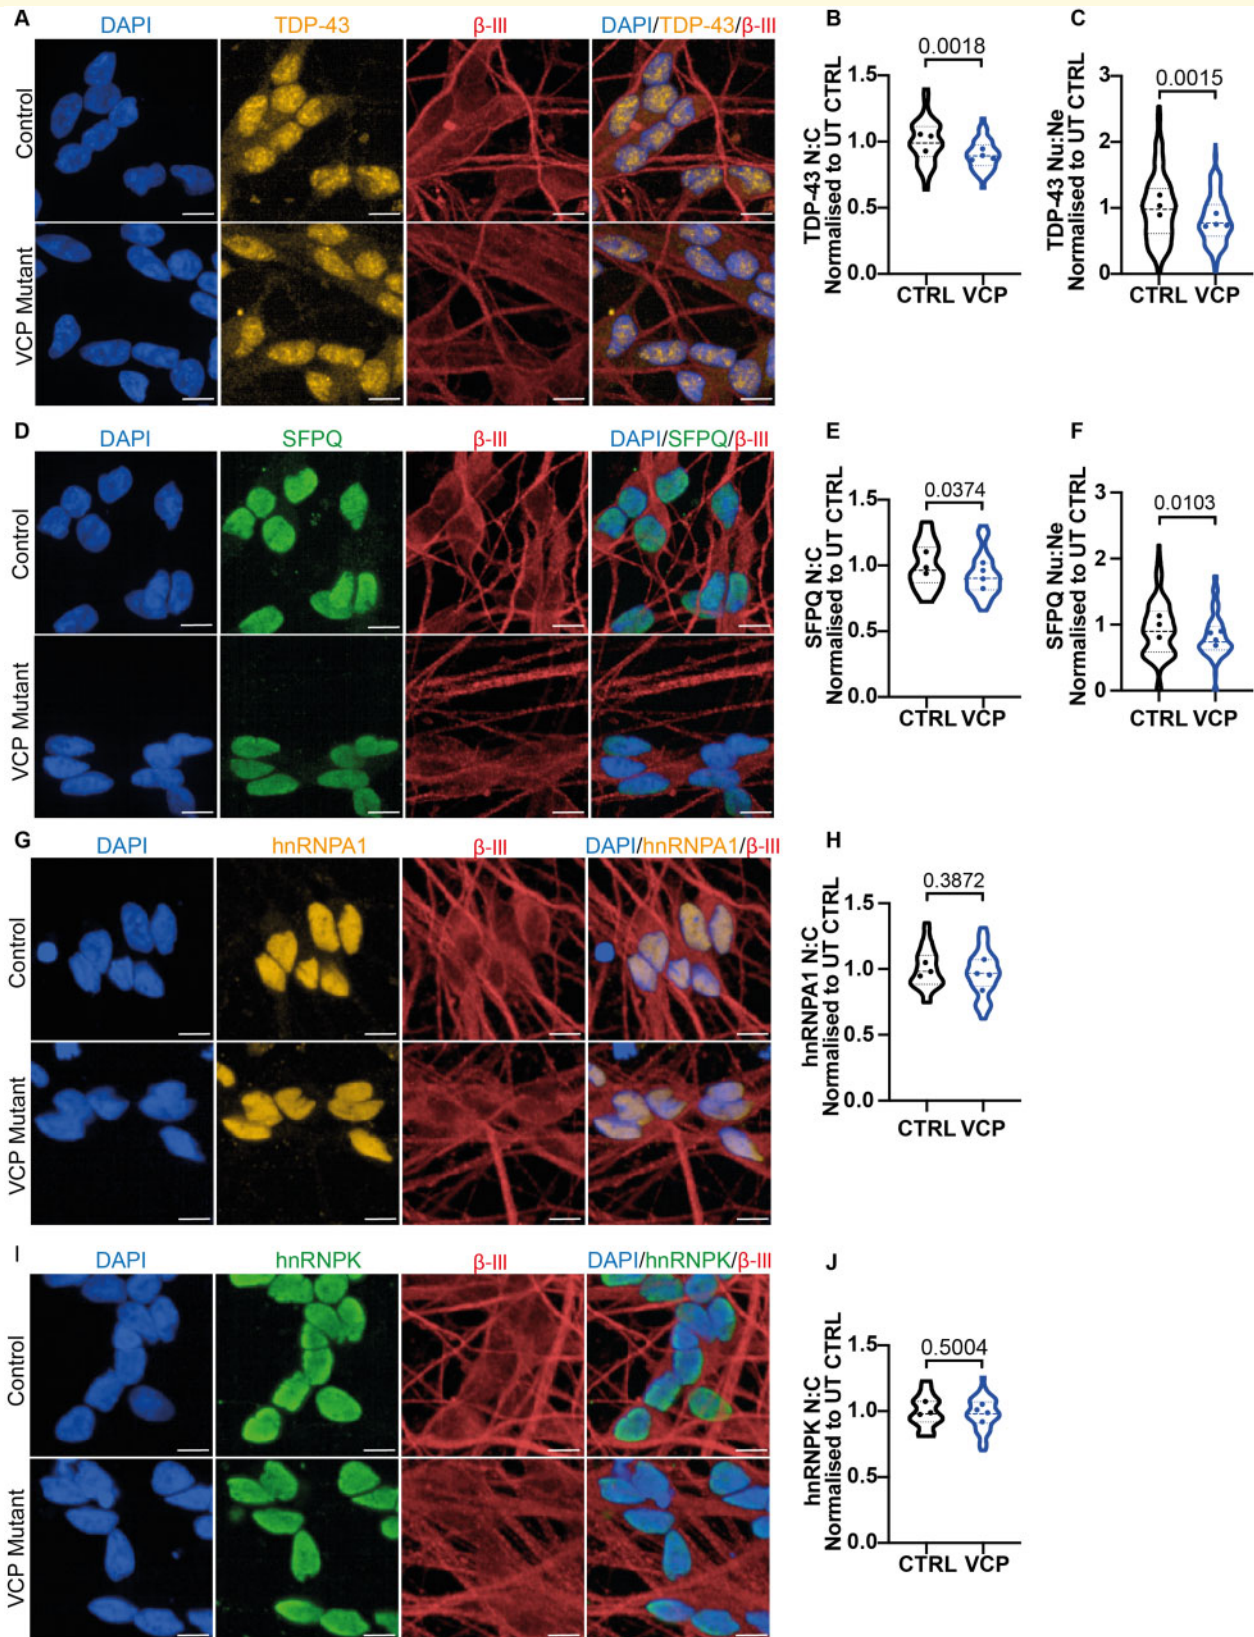 A
DAPI
TDP-43
β-III
DAPI/TDP-43/β-III
Control
VCP Mutant
B
TDP-43 N:C
Normalised to UT CTRL
0.0018
1.5
1.0
0.5
0.0
CTRL VCP
C
TDP-43 Nu:Ne
Normalised to UT CTRL
0.0015
3
2
1
0
CTRL VCP
D
DAPI
SFPQ
β-III
DAPI/SFPQ/β-III
Control
VCP Mutant
E
SFPQ N:C
Normalised to UT CTRL
0.0374
1.5
1.0
0.5
0.0
CTRL VCP
F
SFPQ Nu:Ne
Normalised to UT CTRL
0.0103
3
2
1
0
CTRL VCP
G
DAPI
hnRNPA1
β-III
DAPI/hnRNPA1/β-III
Control
VCP Mutant
H
hnRNPA1 N:C
Normalised to UT CTRL
0.3872
1.5
1.0
0.5
0.0
CTRL VCP
I
DAPI
hnRNPK
β-III
DAPI/hnRNPK/β-III
Control
VCP Mutant
J
hnRNPK N:C
Normalised to UT CTRL
0.5004
1.5
1.0
0.5
0.0
CTRL VCP